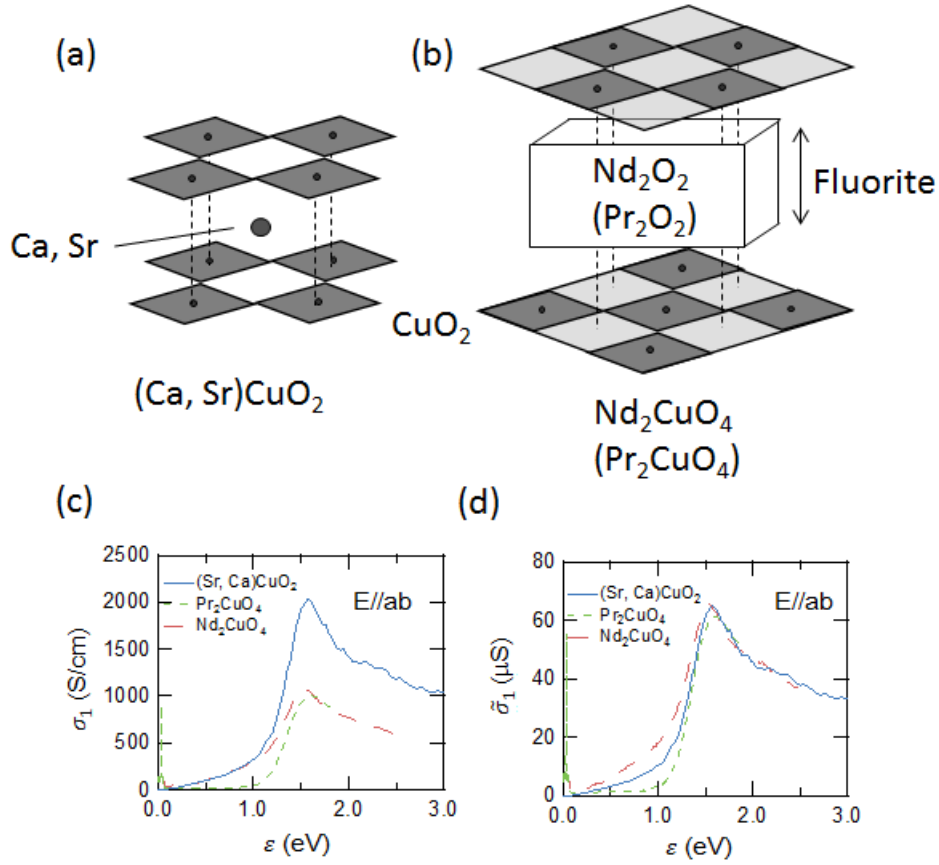 (a)
Ca, Sr
(Ca, Sr)CuO₂
(b)
Nd₂O₂
(Pr₂O₂)
Fluorite
CuO₂
Nd₂CuO₄
(Pr₂CuO₄)
(c)
2500
2000
1500
1000
500
0
σ₁ (S/cm)
(Sr, Ca)CuO₂
Pr₂CuO₄
Nd₂CuO₄
E//ab
0.0 1.0 2.0 3.0
ε (eV)
(d)
80
60
40
20
0
σ̃₁ (µS)
(Sr, Ca)CuO₂
Pr₂CuO₄
Nd₂CuO₄
E//ab
0.0 1.0 2.0 3.0
ε (eV)